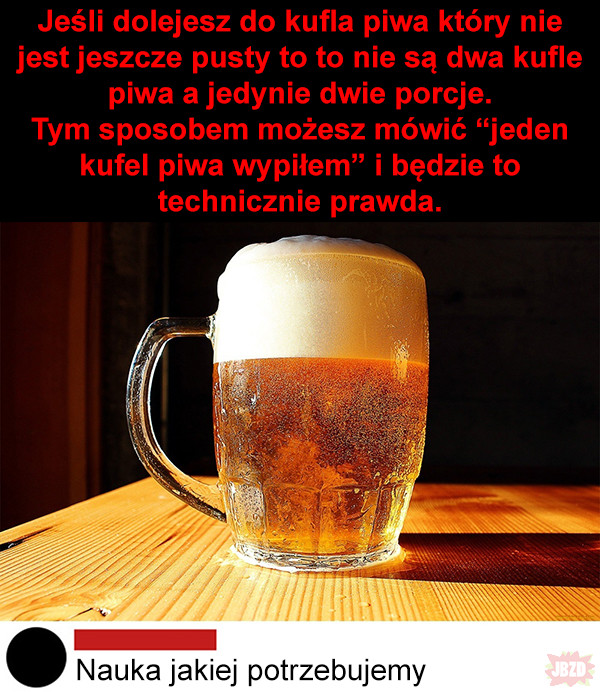 Jeśli dolejesz do kufla piwa który nie
jest jeszcze pusty to to nie są dwa kufle
piwa a jedynie dwie porcje.
Tym sposobem możesz mówić “jeden
kufel piwa wypiłem” i będzie to
technicznie prawda.
Nauka jakiej potrzebujemy
JBZD